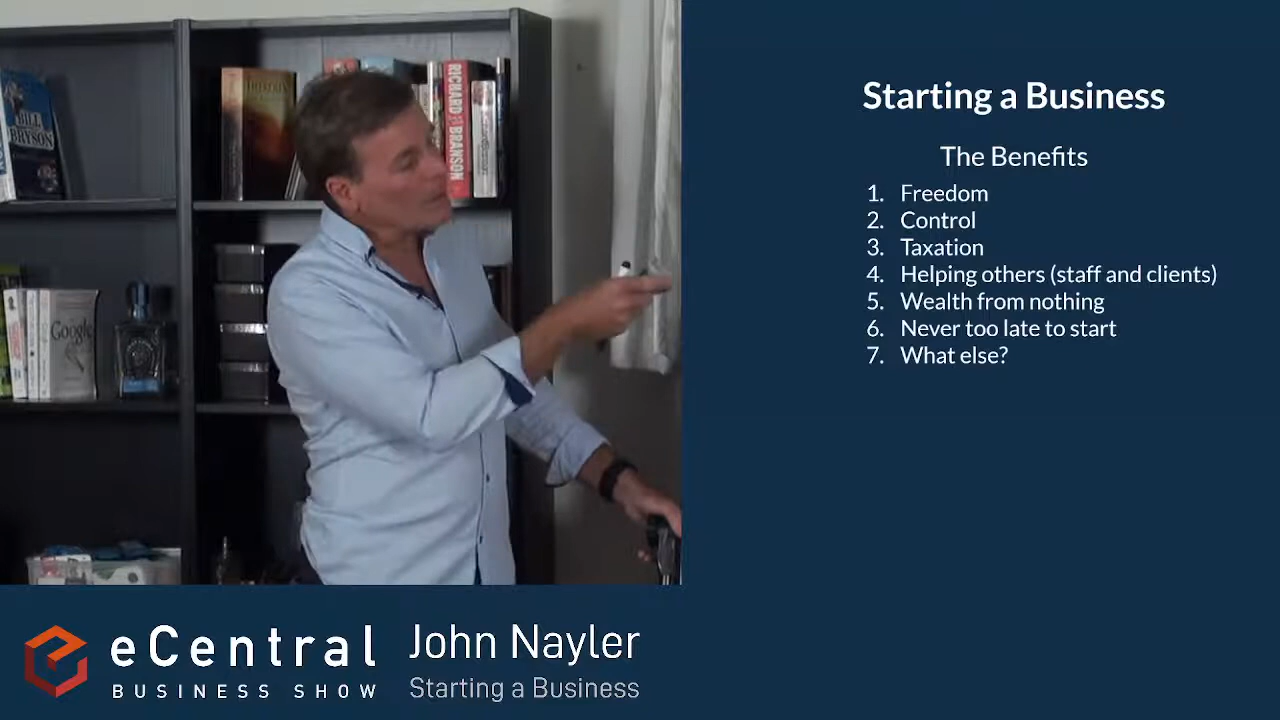 BILL
BRYSON
RICHARD
BRANSON
Google
Starting a Business
The Benefits
1. Freedom
2. Control
3. Taxation
4. Helping others (staff and clients)
5. Wealth from nothing
6. Never too late to start
7. What else?
eCentral
BUSINESS SHOW
John Nayler
Starting a Business